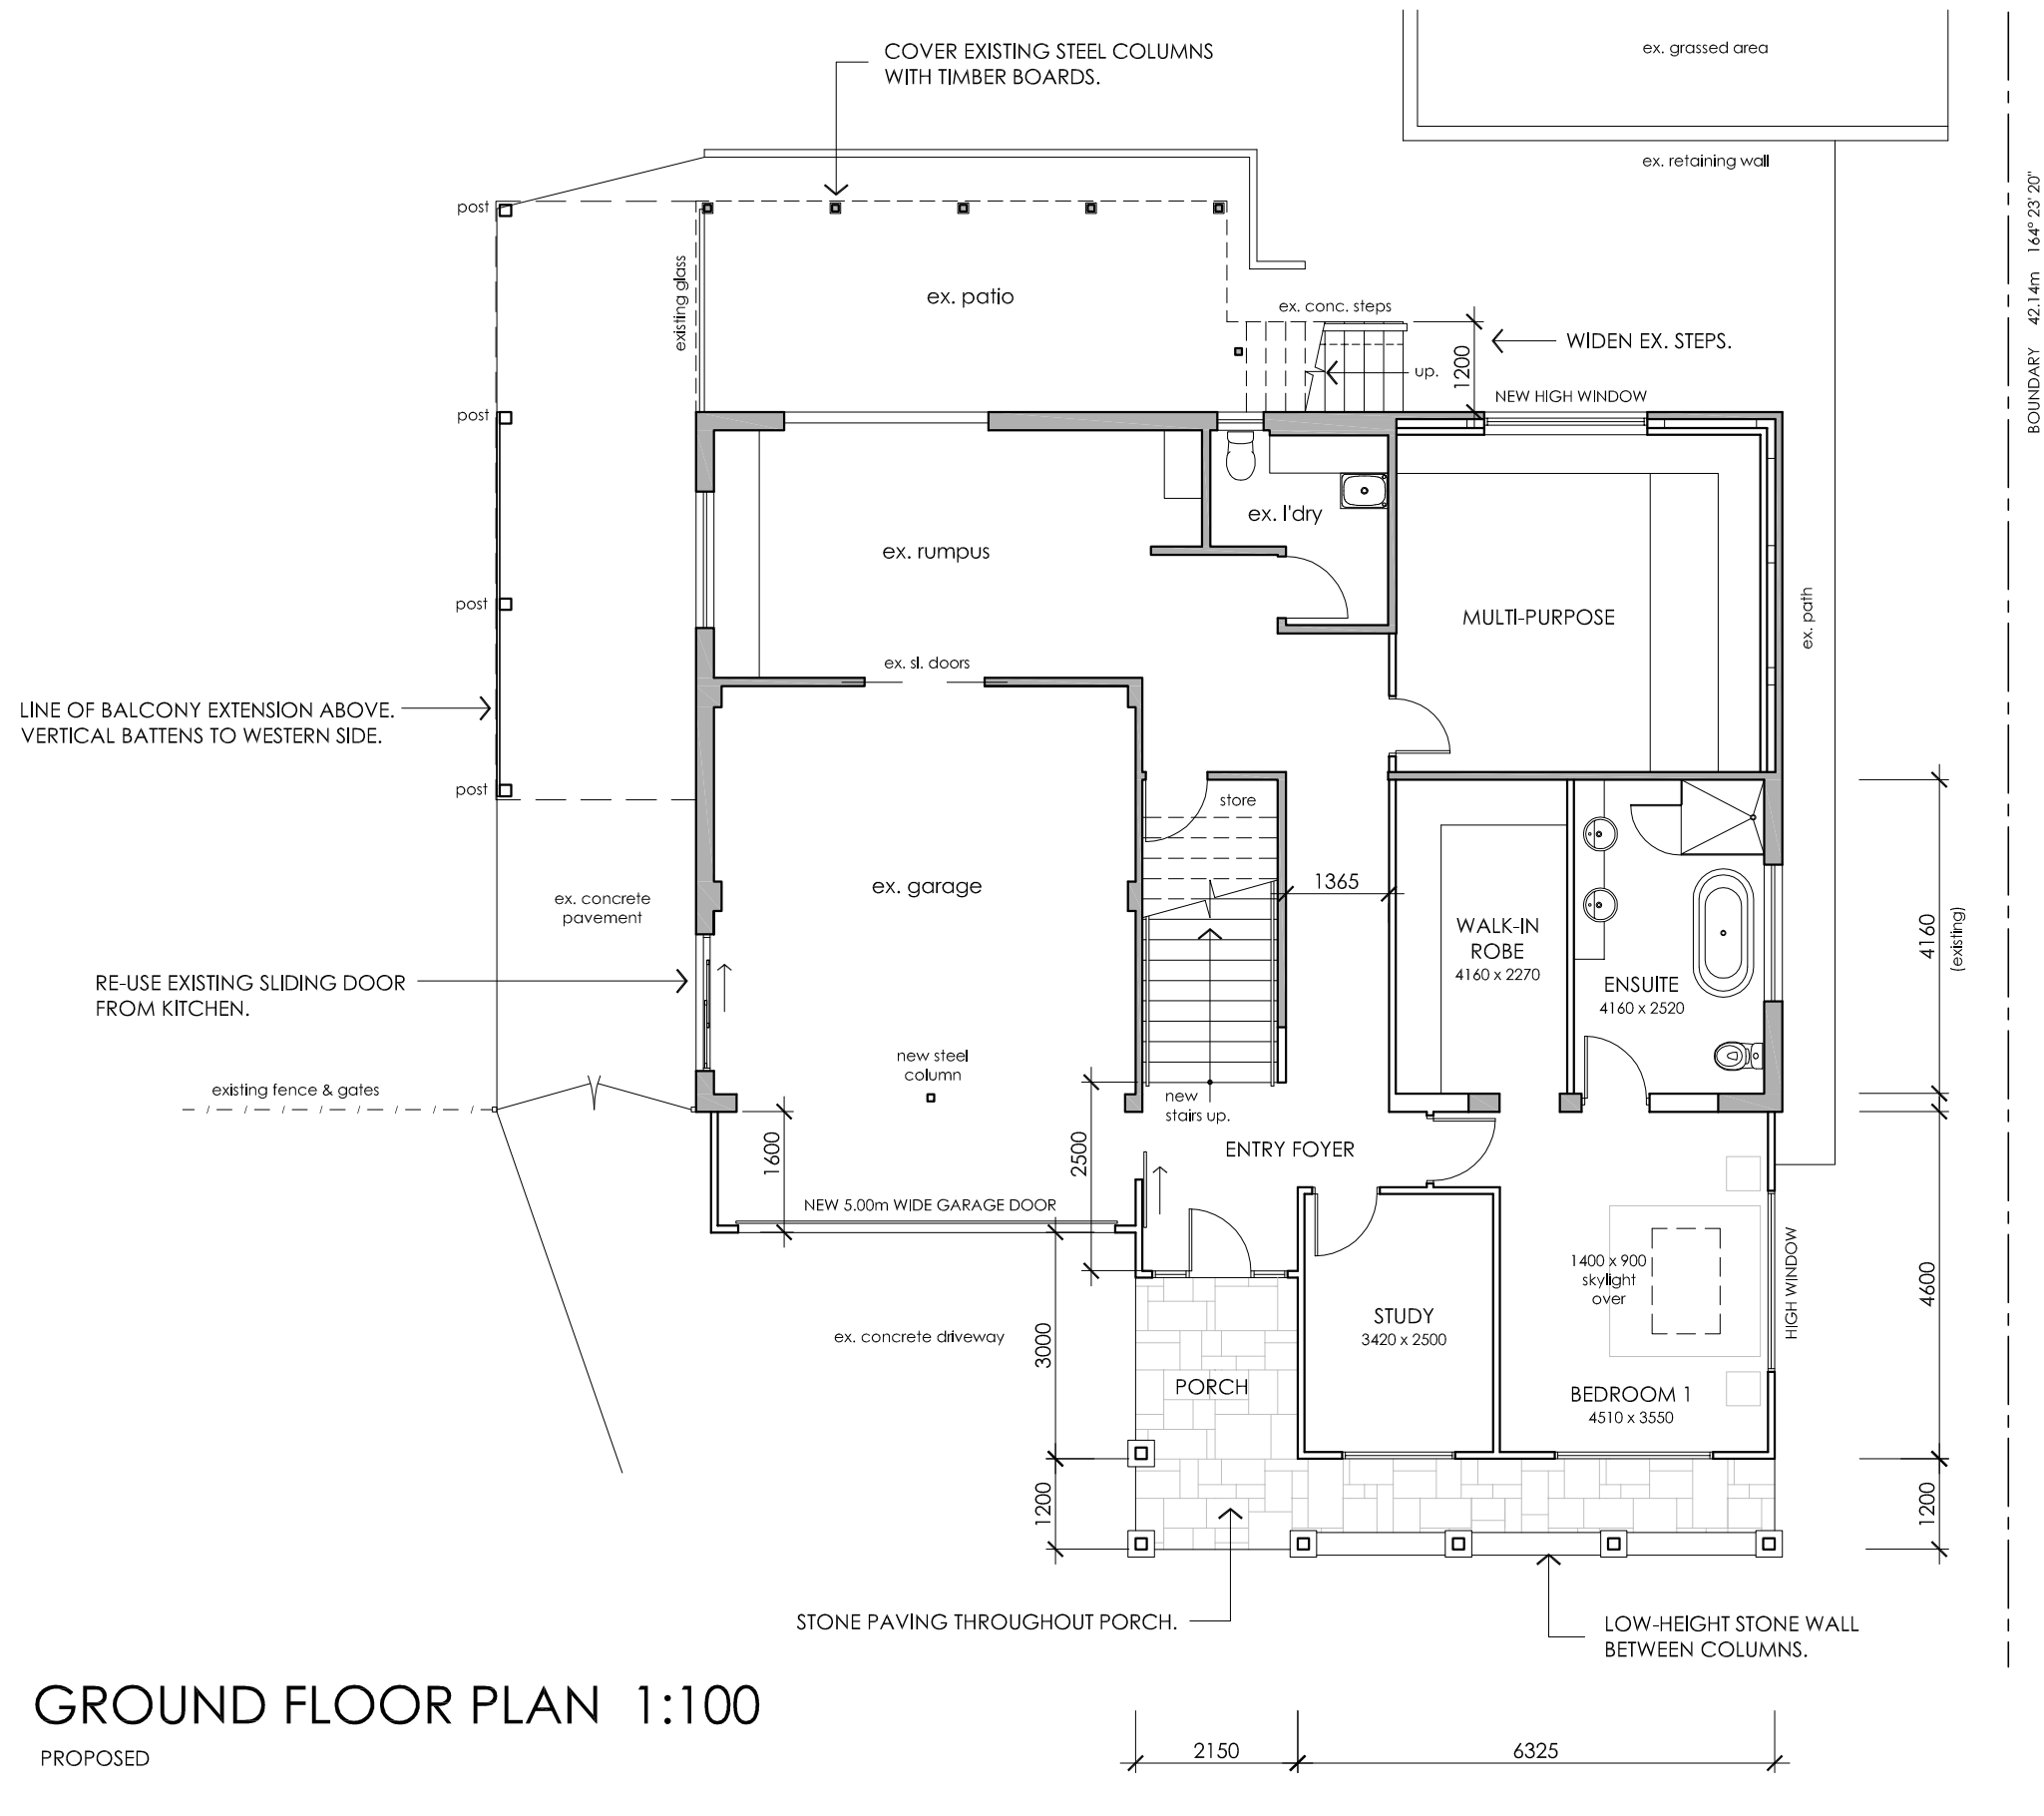 COVER EXISTING STEEL COLUMNS
WITH TIMBER BOARDS.
ex. grassed area
ex. retaining wall
BOUNDARY 42.14m 164° 23' 20"
post
existing glass
ex. patio
ex. conc. steps
WIDEN EX. STEPS.
up.
1200
NEW HIGH WINDOW
post
ex. l'dry
ex. rumpus
post
MULTI-PURPOSE
ex. path
ex. sl. doors
LINE OF BALCONY EXTENSION ABOVE.
VERTICAL BATTENS TO WESTERN SIDE.
post
store
ex. garage
1365
ex. concrete
pavement
WALK-IN
ROBE
4160 x 2270
ENSUITE
4160 x 2520
4160
(existing)
RE-USE EXISTING SLIDING DOOR
FROM KITCHEN.
new steel
column
existing fence & gates
new
stairs up.
1600
2500
ENTRY FOYER
NEW 5.00m WIDE GARAGE DOOR
1400 x 900
skylight
over
HIGH WINDOW
4600
STUDY
3420 x 2500
ex. concrete driveway
3000
PORCH
BEDROOM 1
4510 x 3550
1200
1200
STONE PAVING THROUGHOUT PORCH.
LOW-HEIGHT STONE WALL
BETWEEN COLUMNS.
GROUND FLOOR PLAN 1:100
PROPOSED
2150
6325